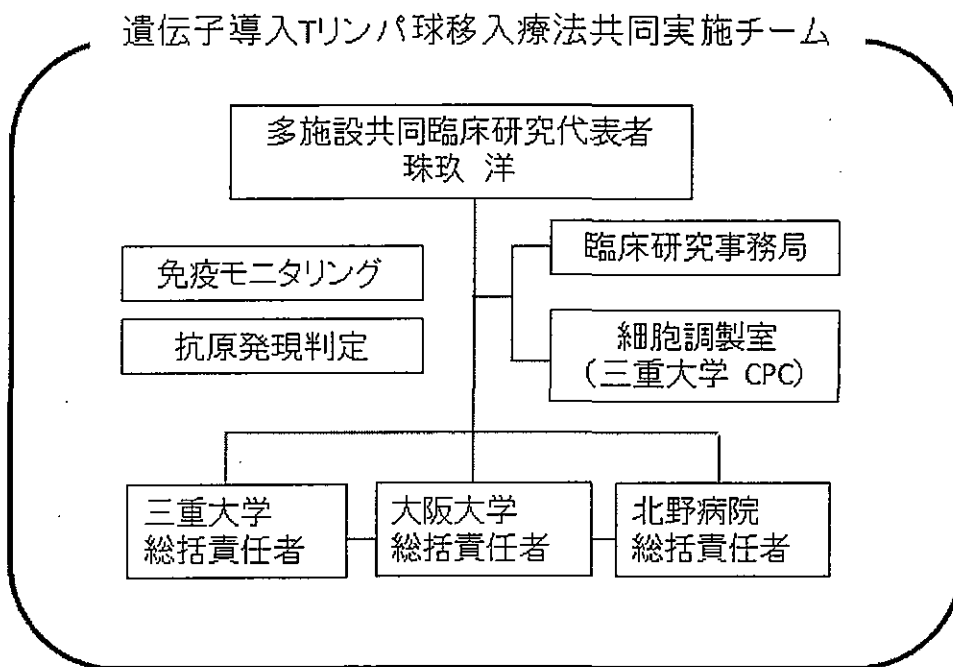 遺伝子導入Tリンパ球移入療法共同実施チーム
多施設共同臨床研究代表者
珠玖 洋
免疫モニタリング
抗原発現判定
臨床研究事務局
細胞調製室
(三重大学 CPC)
三重大学
総括責任者
大阪大学
総括責任者
北野病院
総括責任者